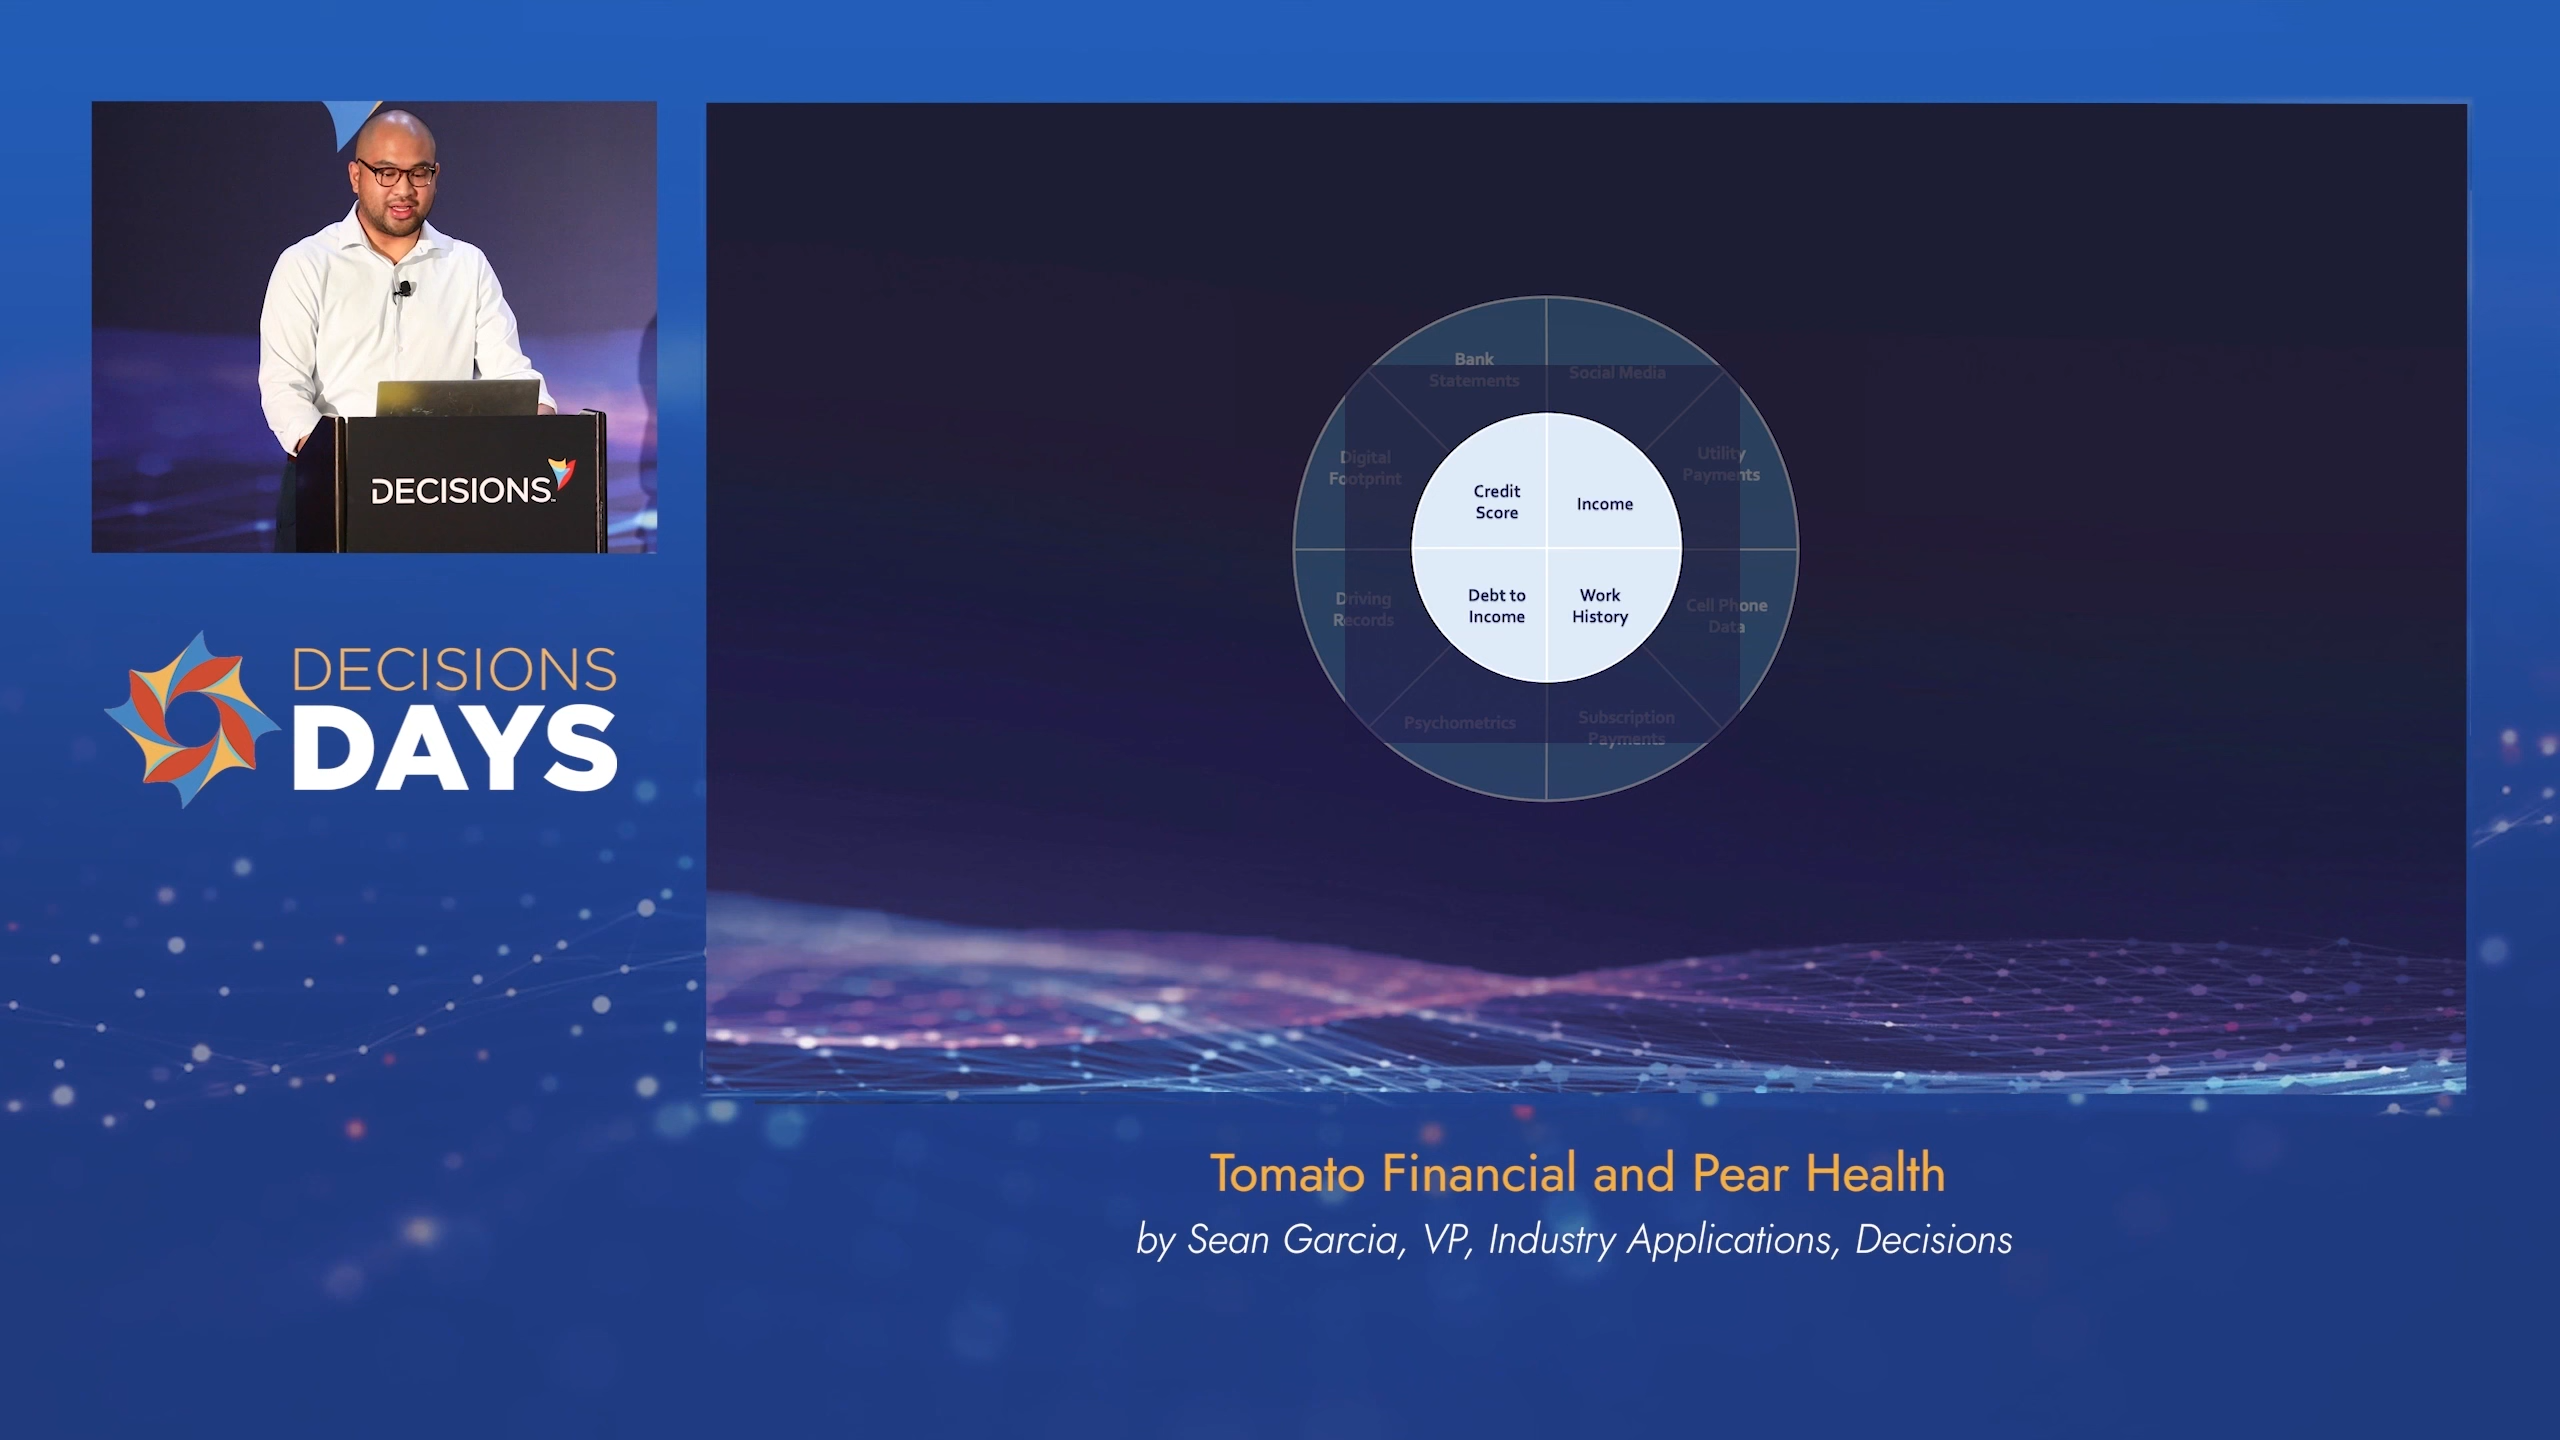 DECISIONS
DECISIONS
DAYS
Bank
Statements
Social Media
Digital
Footprint
Utility
Payments
Credit
Score
Income
Debt to
Income
Work
History
Driving
Records
Cell Phone
Data
Psychometrics
Subscription
Payments
Tomato Financial and Pear Health
by Sean Garcia, VP, Industry Applications, Decisions